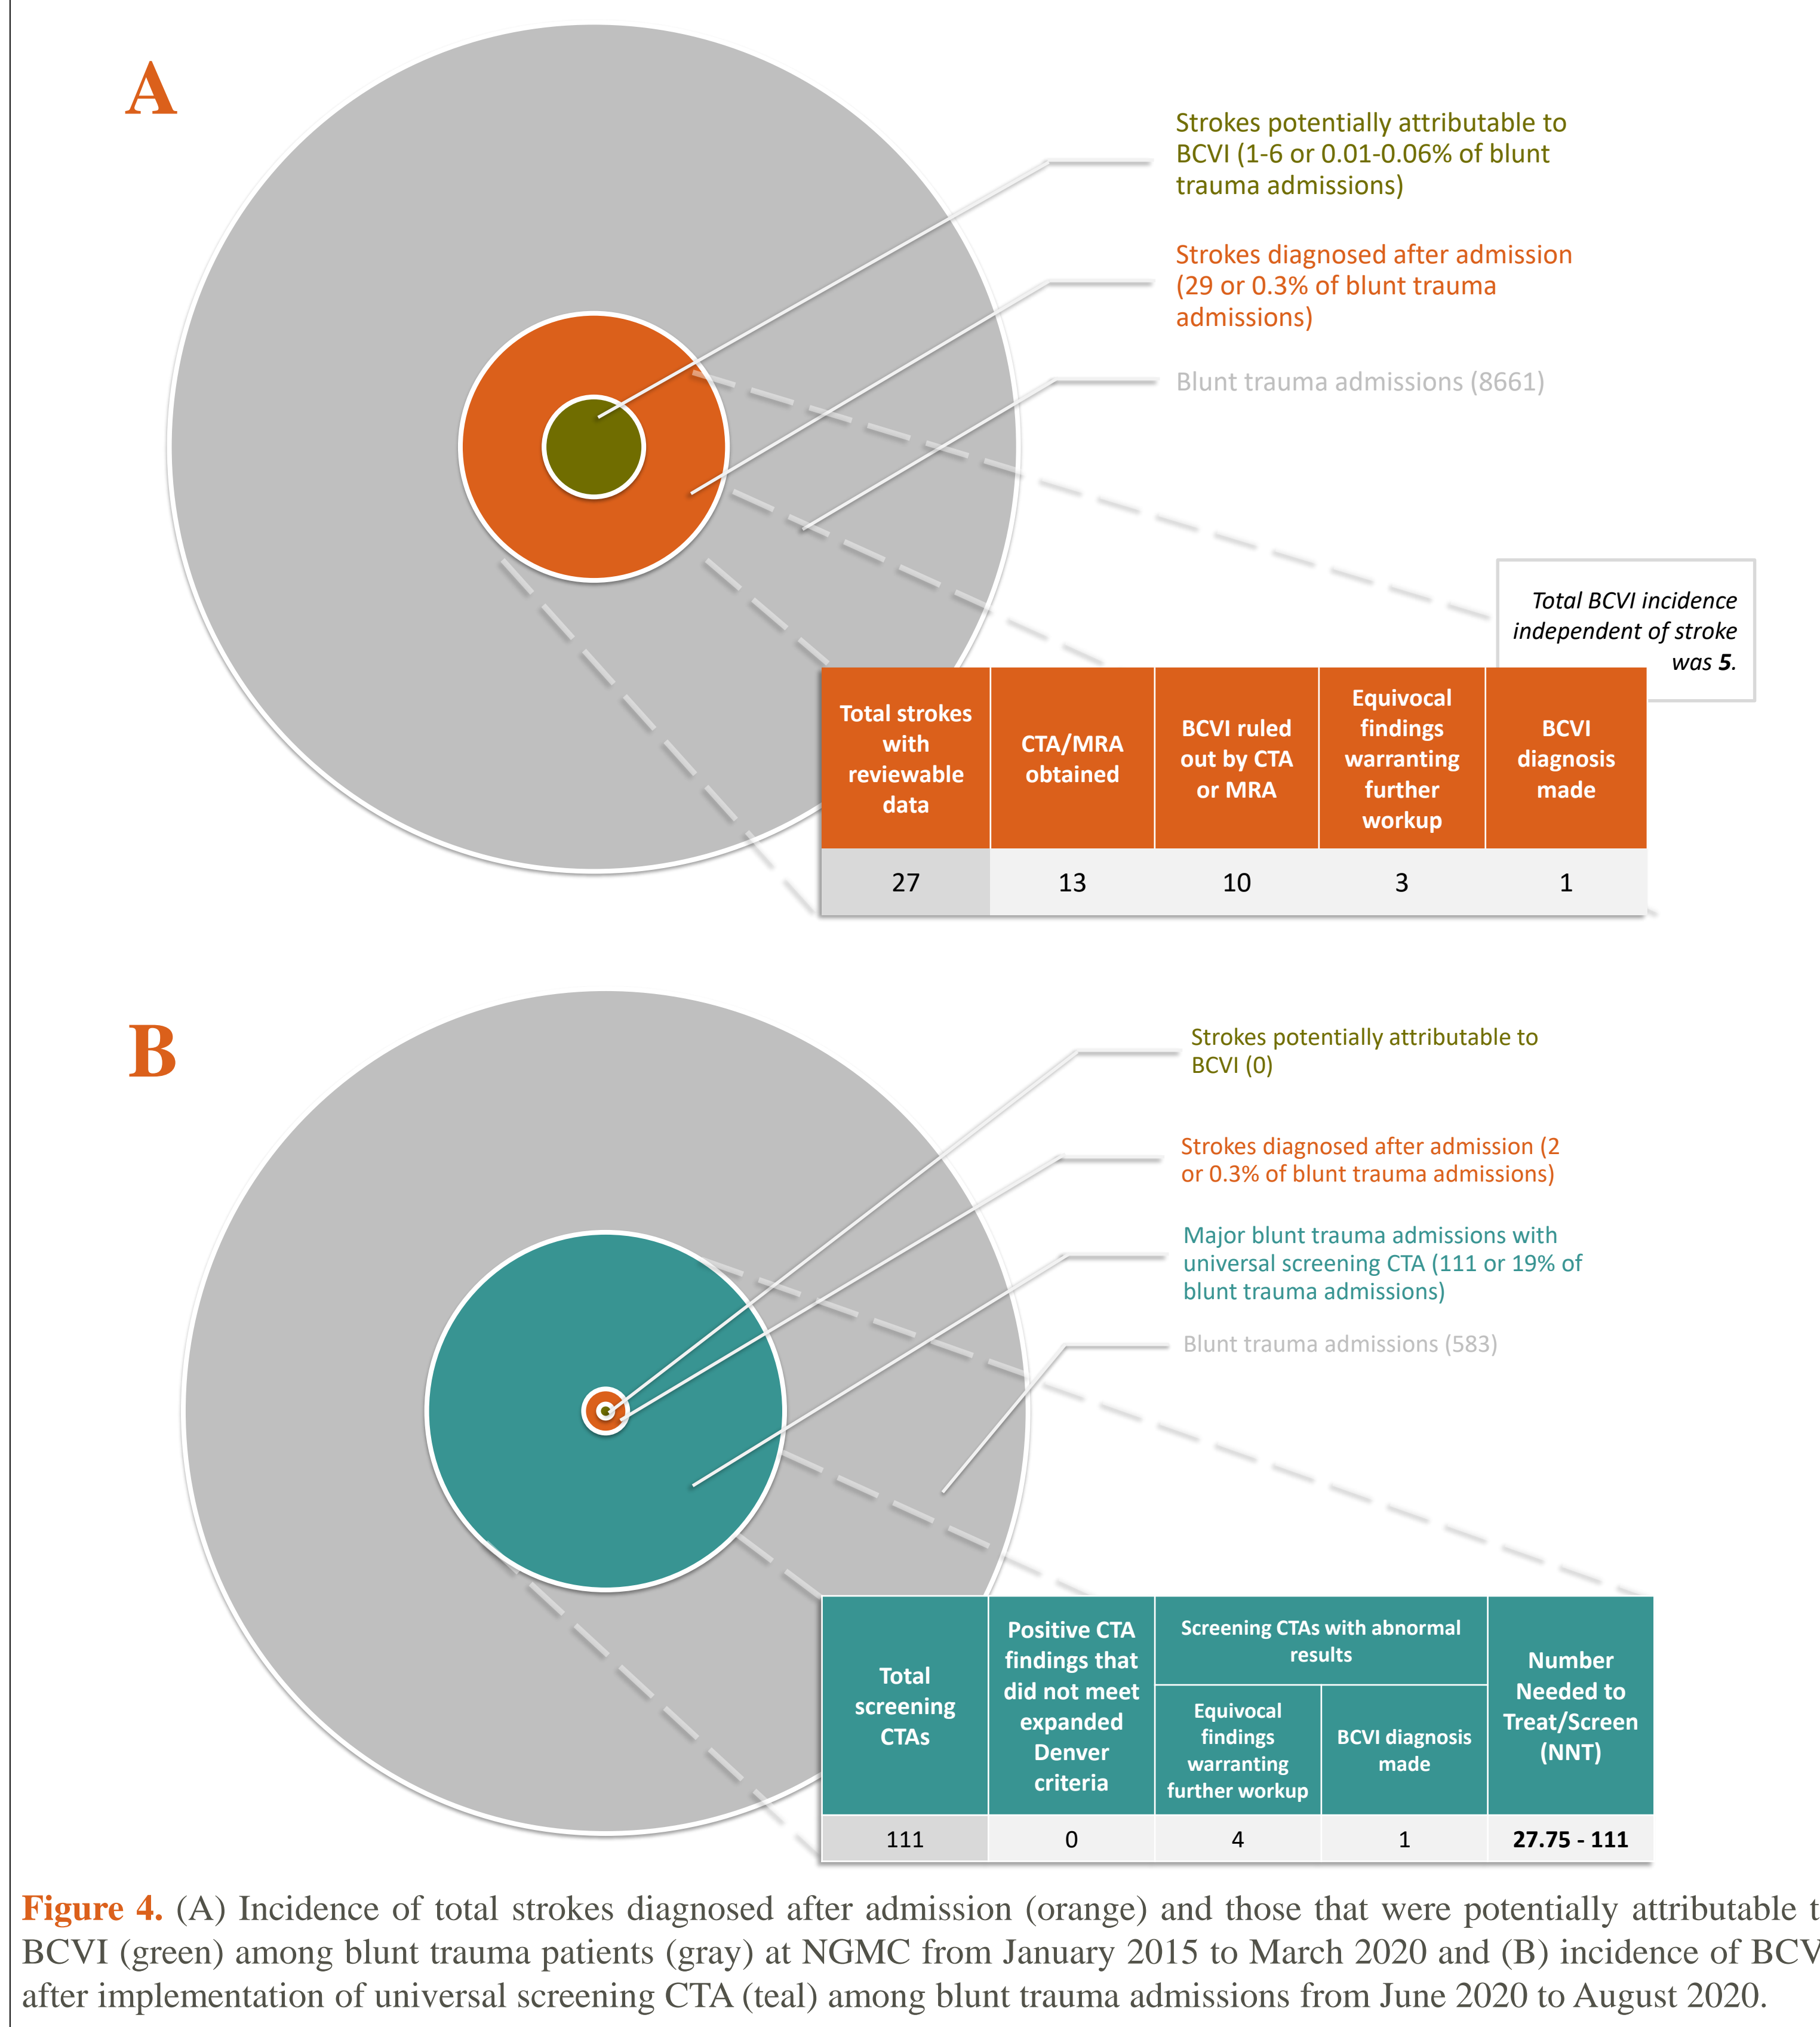 A
Strokes potentially attributable to
BCVI (1-6 or 0.01-0.06% of blunt
trauma admissions)
Strokes diagnosed after admission
(29 or 0.3% of blunt trauma
admissions)
Blunt trauma admissions (8661)
Total BCVI incidence
independent of stroke
was 5.
Total strokes
with
reviewable
data
CTA/MRA
obtained
BCVI ruled
out by CTA
or MRA
Equivocal
findings
warranting
further
workup
BCVI
diagnosis
made
27 13 10 3 1
B
Strokes potentially attributable to
BCVI (0)
Strokes diagnosed after admission (2
or 0.3% of blunt trauma admissions)
Major blunt trauma admissions with
universal screening CTA (111 or 19% of
blunt trauma admissions)
Blunt trauma admissions (583)
Total
screening
CTAs
Positive CTA
findings that
did not meet
expanded
Denver
criteria
Screening CTAs with abnormal
results
Equivocal
findings
warranting
further workup
BCVI diagnosis
made
Number
Needed to
Treat/Screen
(NNT)
111 0 4 1 27.75 - 111
Figure 4. (A) Incidence of total strokes diagnosed after admission (orange) and those that were potentially attributable t
BCVI (green) among blunt trauma patients (gray) at NGMC from January 2015 to March 2020 and (B) incidence of BCV
after implementation of universal screening CTA (teal) among blunt trauma admissions from June 2020 to August 2020.